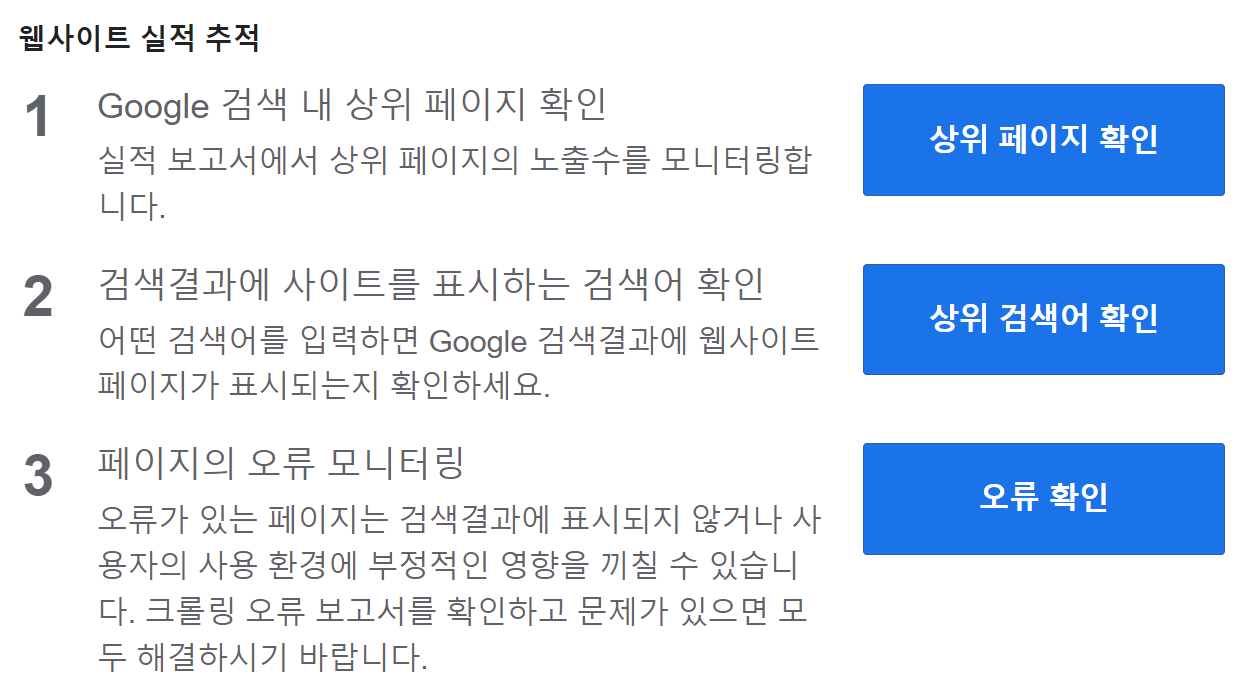 웹사이트 실적 추적
1
Google 검색 내 상위 페이지 확인
실적 보고서에서 상위 페이지의 노출수를 모니터링합
니다.
상위 페이지 확인
2
검색결과에 사이트를 표시하는 검색어 확인
어떤 검색어를 입력하면 Google 검색결과에 웹사이트
페이지가 표시되는지 확인하세요.
상위 검색어 확인
3
페이지의 오류 모니터링
오류가 있는 페이지는 검색결과에 표시되지 않거나 사
용자의 사용 환경에 부정적인 영향을 끼칠 수 있습니
다. 크롤링 오류 보고서를 확인하고 문제가 있으면 모
두 해결하시기 바랍니다.
오류 확인